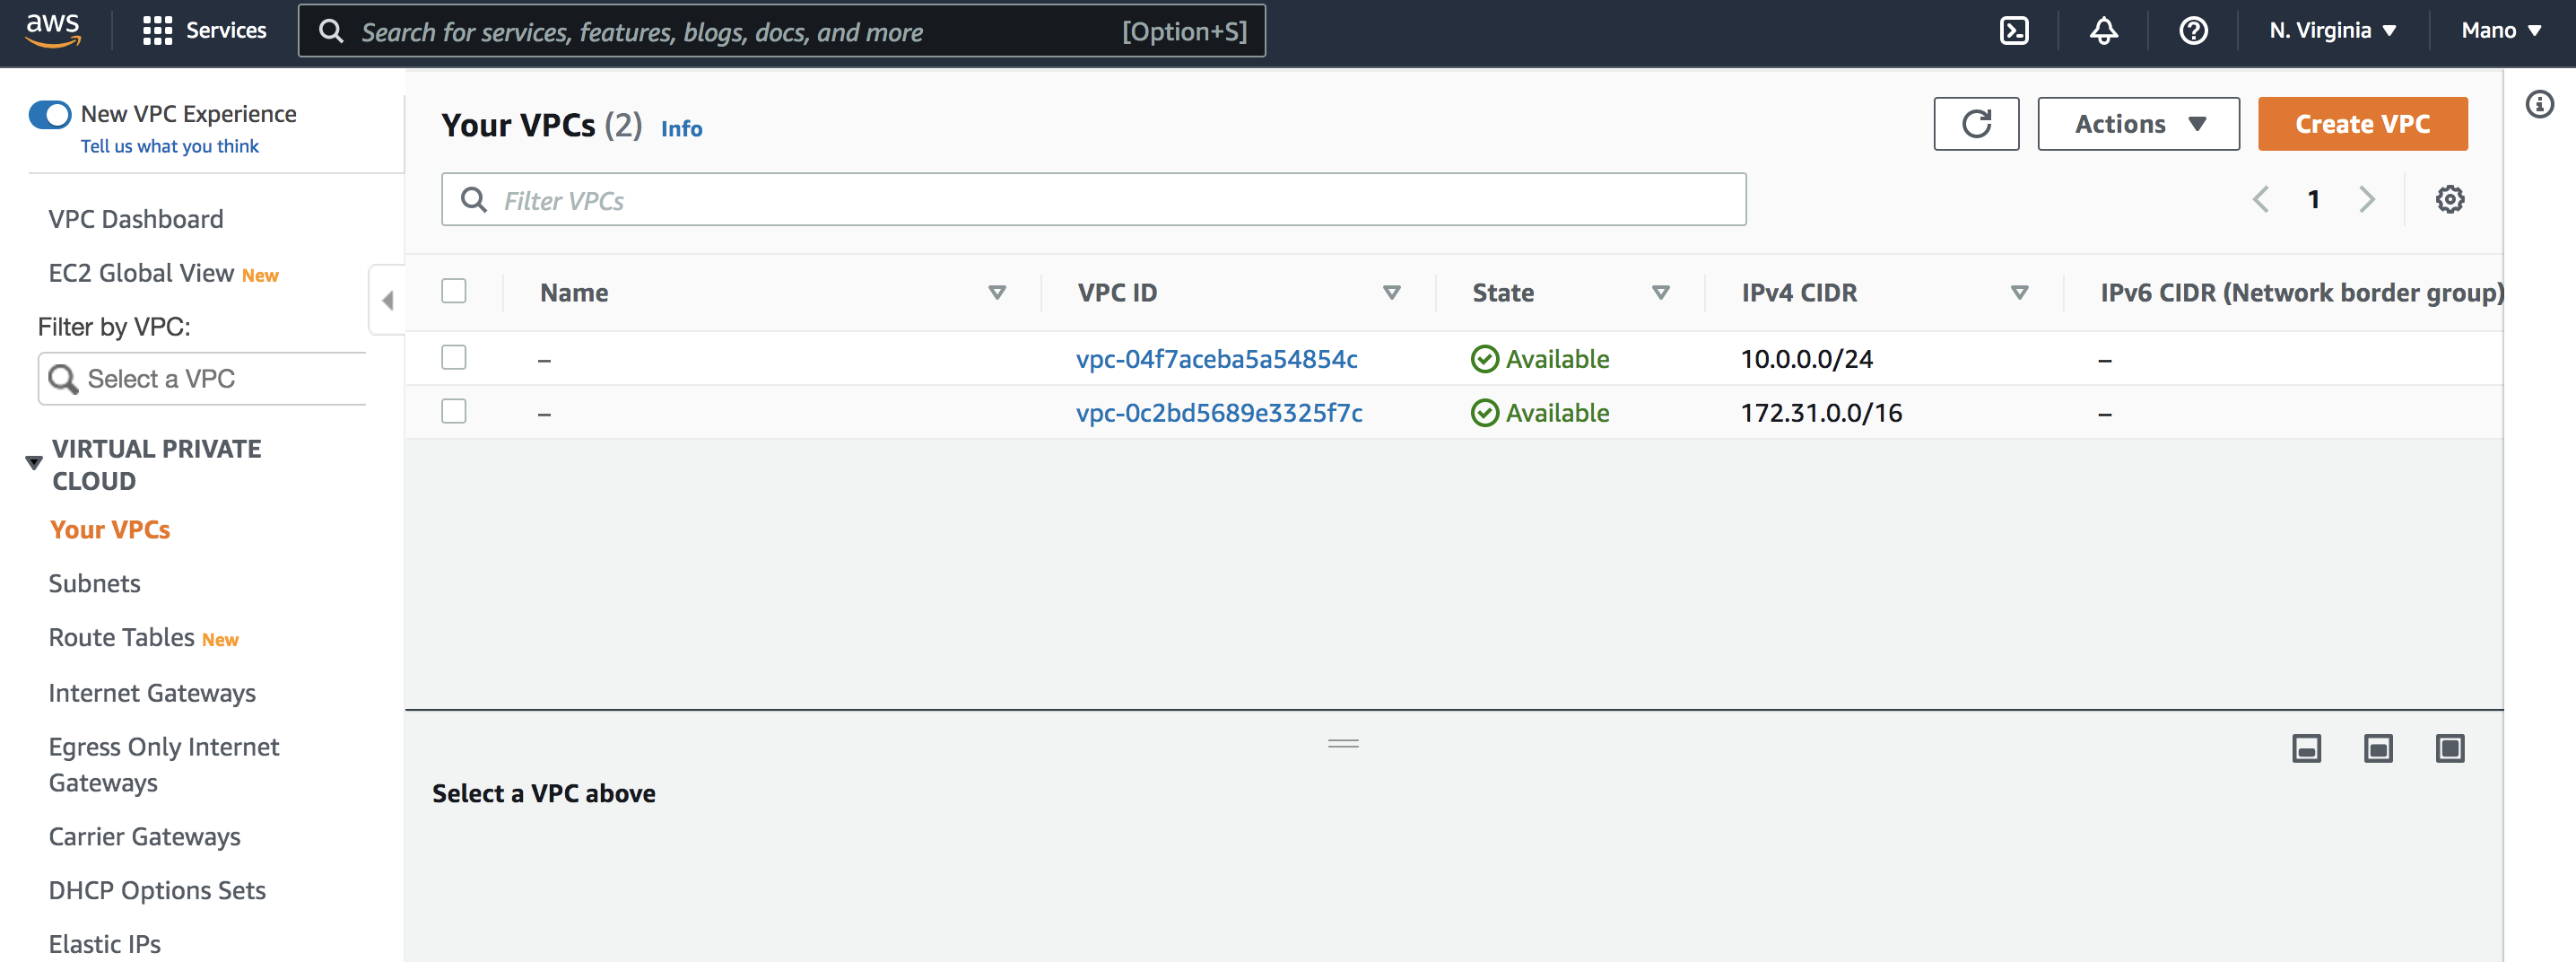 aws
Services
Search for services, features, blogs, docs, and more [Option+S]
N. Virginia
Mano
New VPC Experience
Tell us what you think
VPC Dashboard
EC2 Global View New
Filter by VPC:
Select a VPC
VIRTUAL PRIVATE
CLOUD
Your VPCs
Subnets
Route Tables New
Internet Gateways
Egress Only Internet
Gateways
Carrier Gateways
DHCP Options Sets
Elastic IPs
Your VPCs (2) Info
Actions
Create VPC
Filter VPCs
1
Name VPC ID State IPv4 CIDR IPv6 CIDR (Network border group)
– vpc-04f7aceba5a54854c Available 10.0.0.0/24 –
– vpc-0c2bd5689e3325f7c Available 172.31.0.0/16 –
Select a VPC above